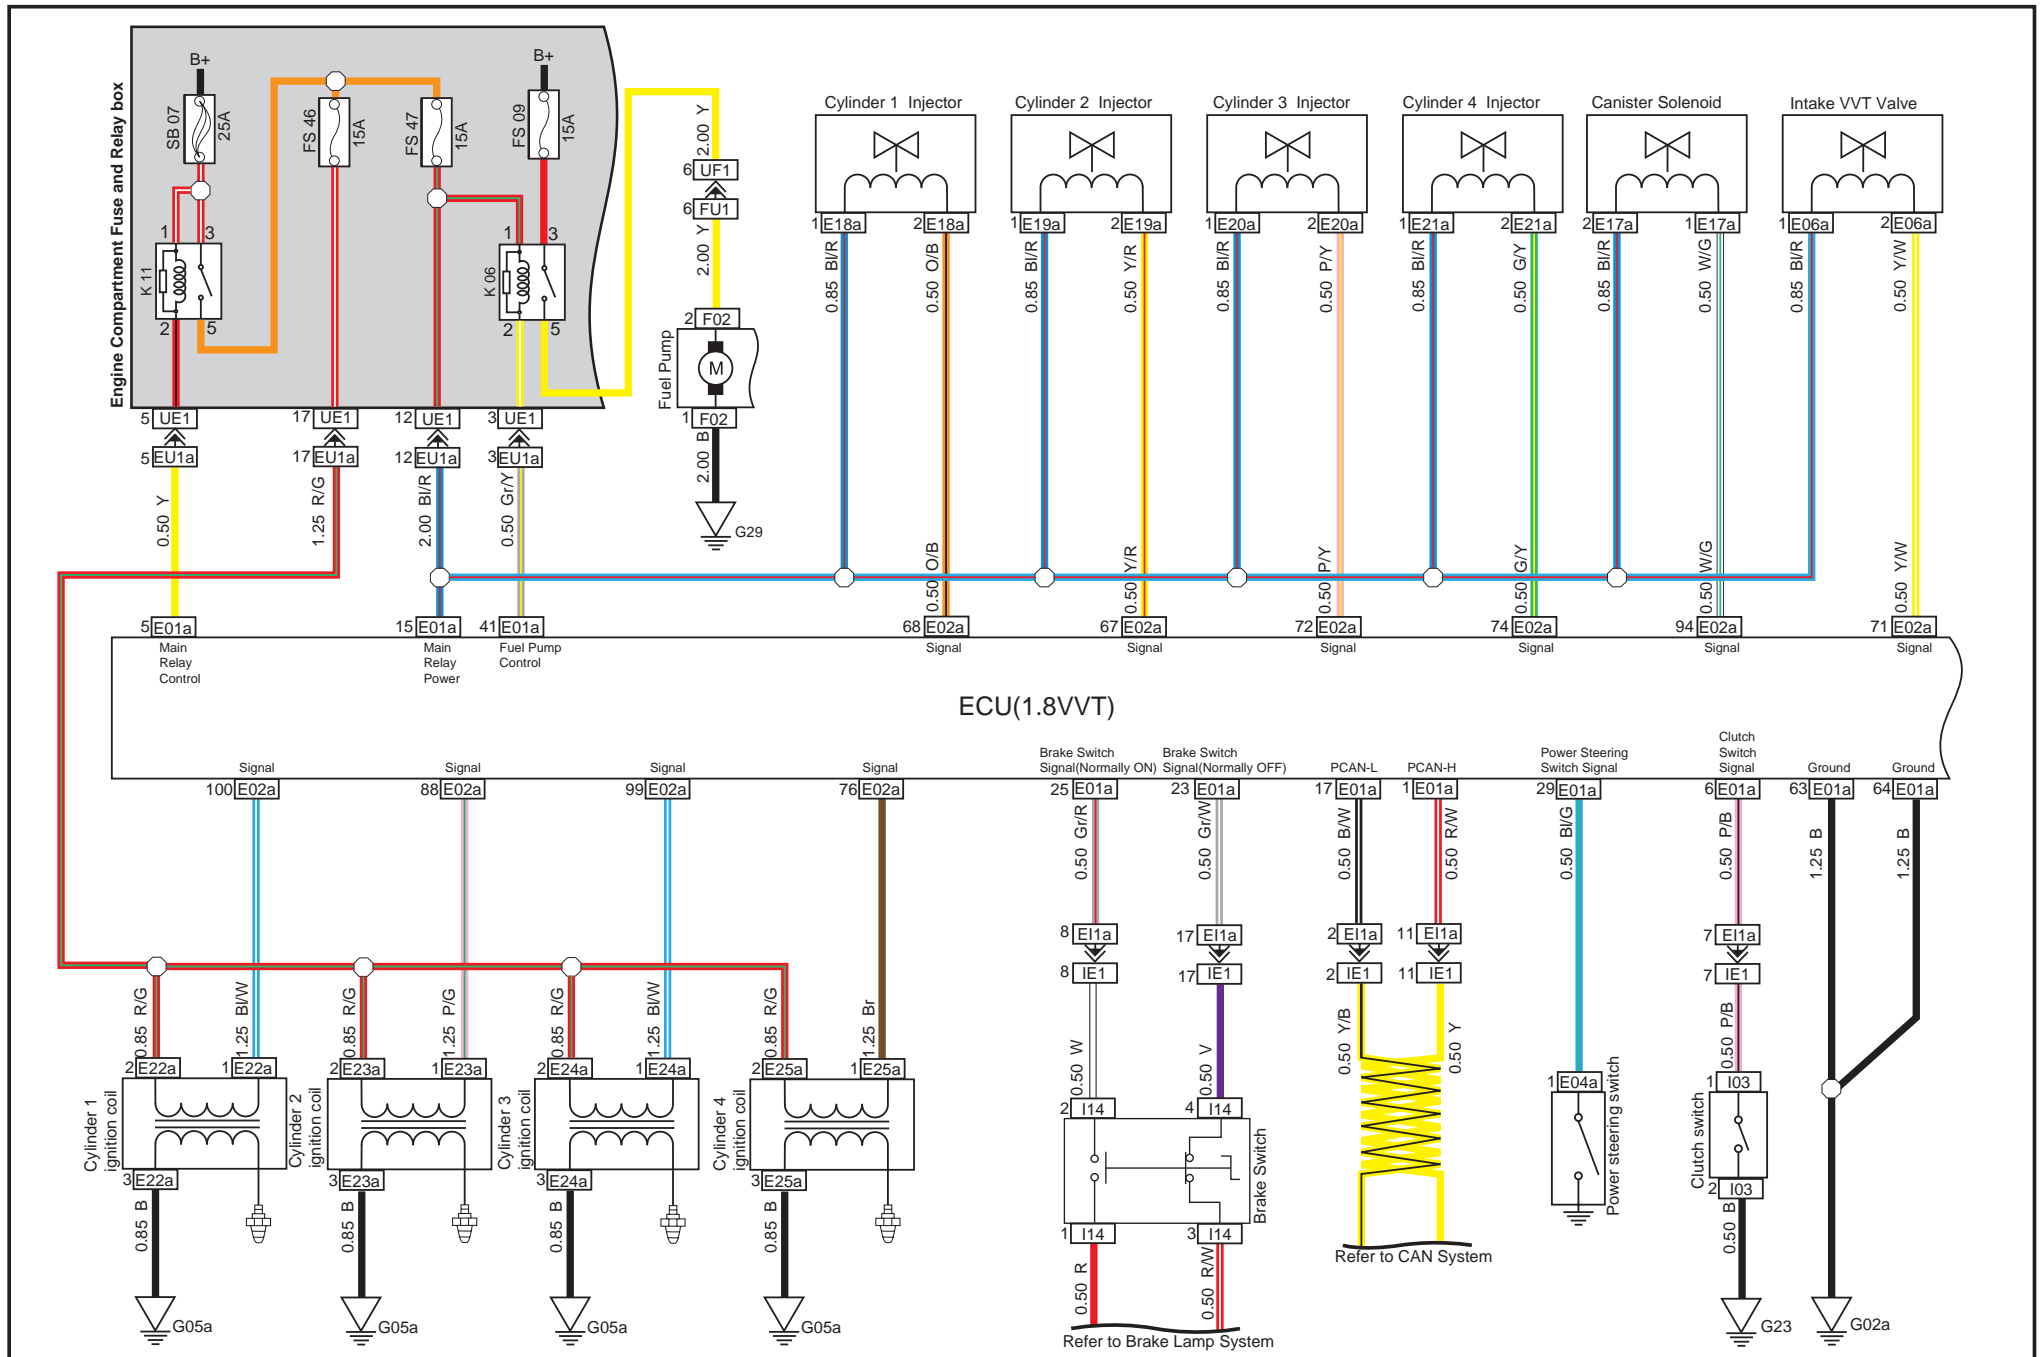 Engine Compartment Fuse and Relay box
B+
SB 07
25A
FS 46
15A
FS 47
15A
B+
FS 09
15A
1
3
K 11
2
5
1
3
K 06
2
5
2.00 Y
6 UF1
6 FU1
2.00 Y
2 F02
Fuel Pump
M
1 F02
2.00 B
G29
Cylinder 1 Injector
Cylinder 2 Injector
Cylinder 3 Injector
Cylinder 4 Injector
Canister Solenoid
Intake VVT Valve
1 E18a
2 E18a
1 E19a
2 E19a
1 E20a
2 E20a
1 E21a
2 E21a
2 E17a
1 E17a
1 E06a
2 E06a
0.85 Bl/R
0.50 O/B
0.85 Bl/R
0.50 Y/R
0.85 Bl/R
0.50 P/Y
0.85 Bl/R
0.50 G/Y
0.85 Bl/R
0.50 W/G
0.85 Bl/R
0.50 Y/W
5 UE1
17 UE1
12 UE1
3 UE1
5 EU1a
17 EU1a
12 EU1a
3 EU1a
0.50 Y
1.25 R/G
2.00 Bl/R
0.50 Gr/Y
0.50 O/B
0.50 Y/R
0.50 P/Y
0.50 G/Y
0.50 W/G
0.50 Y/W
5 E01a
15 E01a
41 E01a
68 E02a
67 E02a
72 E02a
74 E02a
94 E02a
71 E02a
Main
Relay
Control
Main
Relay
Power
Fuel Pump
Control
Signal
Signal
Signal
Signal
Signal
Signal
ECU(1.8VVT)
Signal
Signal
Signal
Signal
Brake Switch
Signal(Normally ON)
Brake Switch
Signal(Normally OFF)
PCAN-L
PCAN-H
Power Steering
Switch Signal
Clutch
Switch
Signal
Ground
Ground
100 E02a
88 E02a
99 E02a
76 E02a
25 E01a
23 E01a
17 E01a
1 E01a
29 E01a
6 E01a
63 E01a
64 E01a
0.50 Gr/R
0.50 Gr/W
0.50 B/W
0.50 R/W
0.50 Bl/G
0.50 P/B
1.25 B
1.25 B
8 EI1a
17 EI1a
2 EI1a
11 EI1a
7 EI1a
8 IE1
17 IE1
2 IE1
11 IE1
7 IE1
0.85 R/G
1.25 Bl/W
0.85 R/G
1.25 P/G
0.85 R/G
1.25 Bl/W
0.85 R/G
1.25 Br
0.50 W
0.50 V
0.50 Y/B
0.50 Y
0.50 P/B
2 E22a
1 E22a
2 E23a
1 E23a
2 E24a
1 E24a
2 E25a
1 E25a
2 I14
4 I14
1 E04a
1 I03
Cylinder 1
ignition coil
Cylinder 2
ignition coil
Cylinder 3
ignition coil
Cylinder 4
ignition coil
Brake Switch
Power steering switch
Clutch switch
3 E22a
3 E23a
3 E24a
3 E25a
1 I14
3 I14
2 I03
0.85 B
0.85 B
0.85 B
0.85 B
0.50 R
0.50 R/W
0.50 B
Refer to CAN System
G05a
G05a
G05a
G05a
Refer to Brake Lamp System
G23
G02a